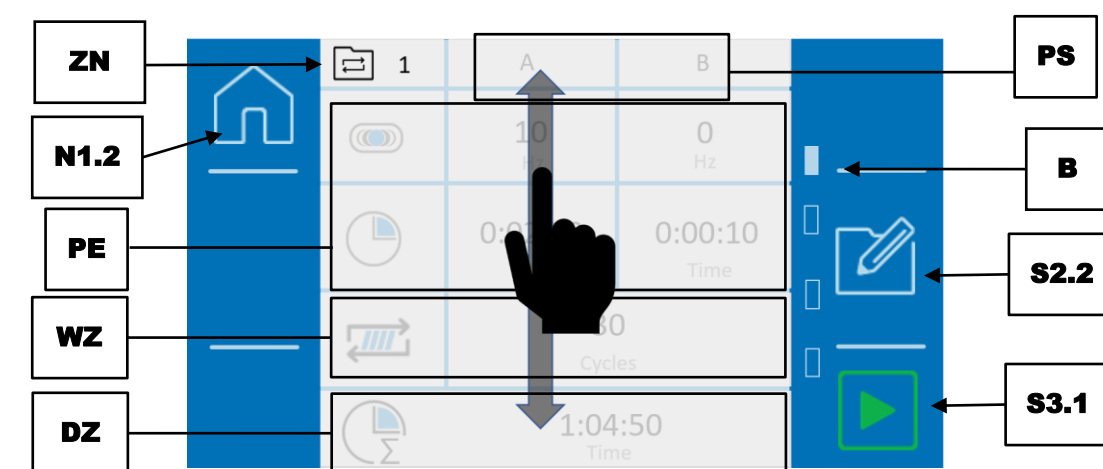 ZN
1
A
B
PS
N1.2
10
Hz
0
Hz
B
PE
0:00:10
Time
S2.2
WZ
Cycles
S3.1
DZ
1:04:50
Time